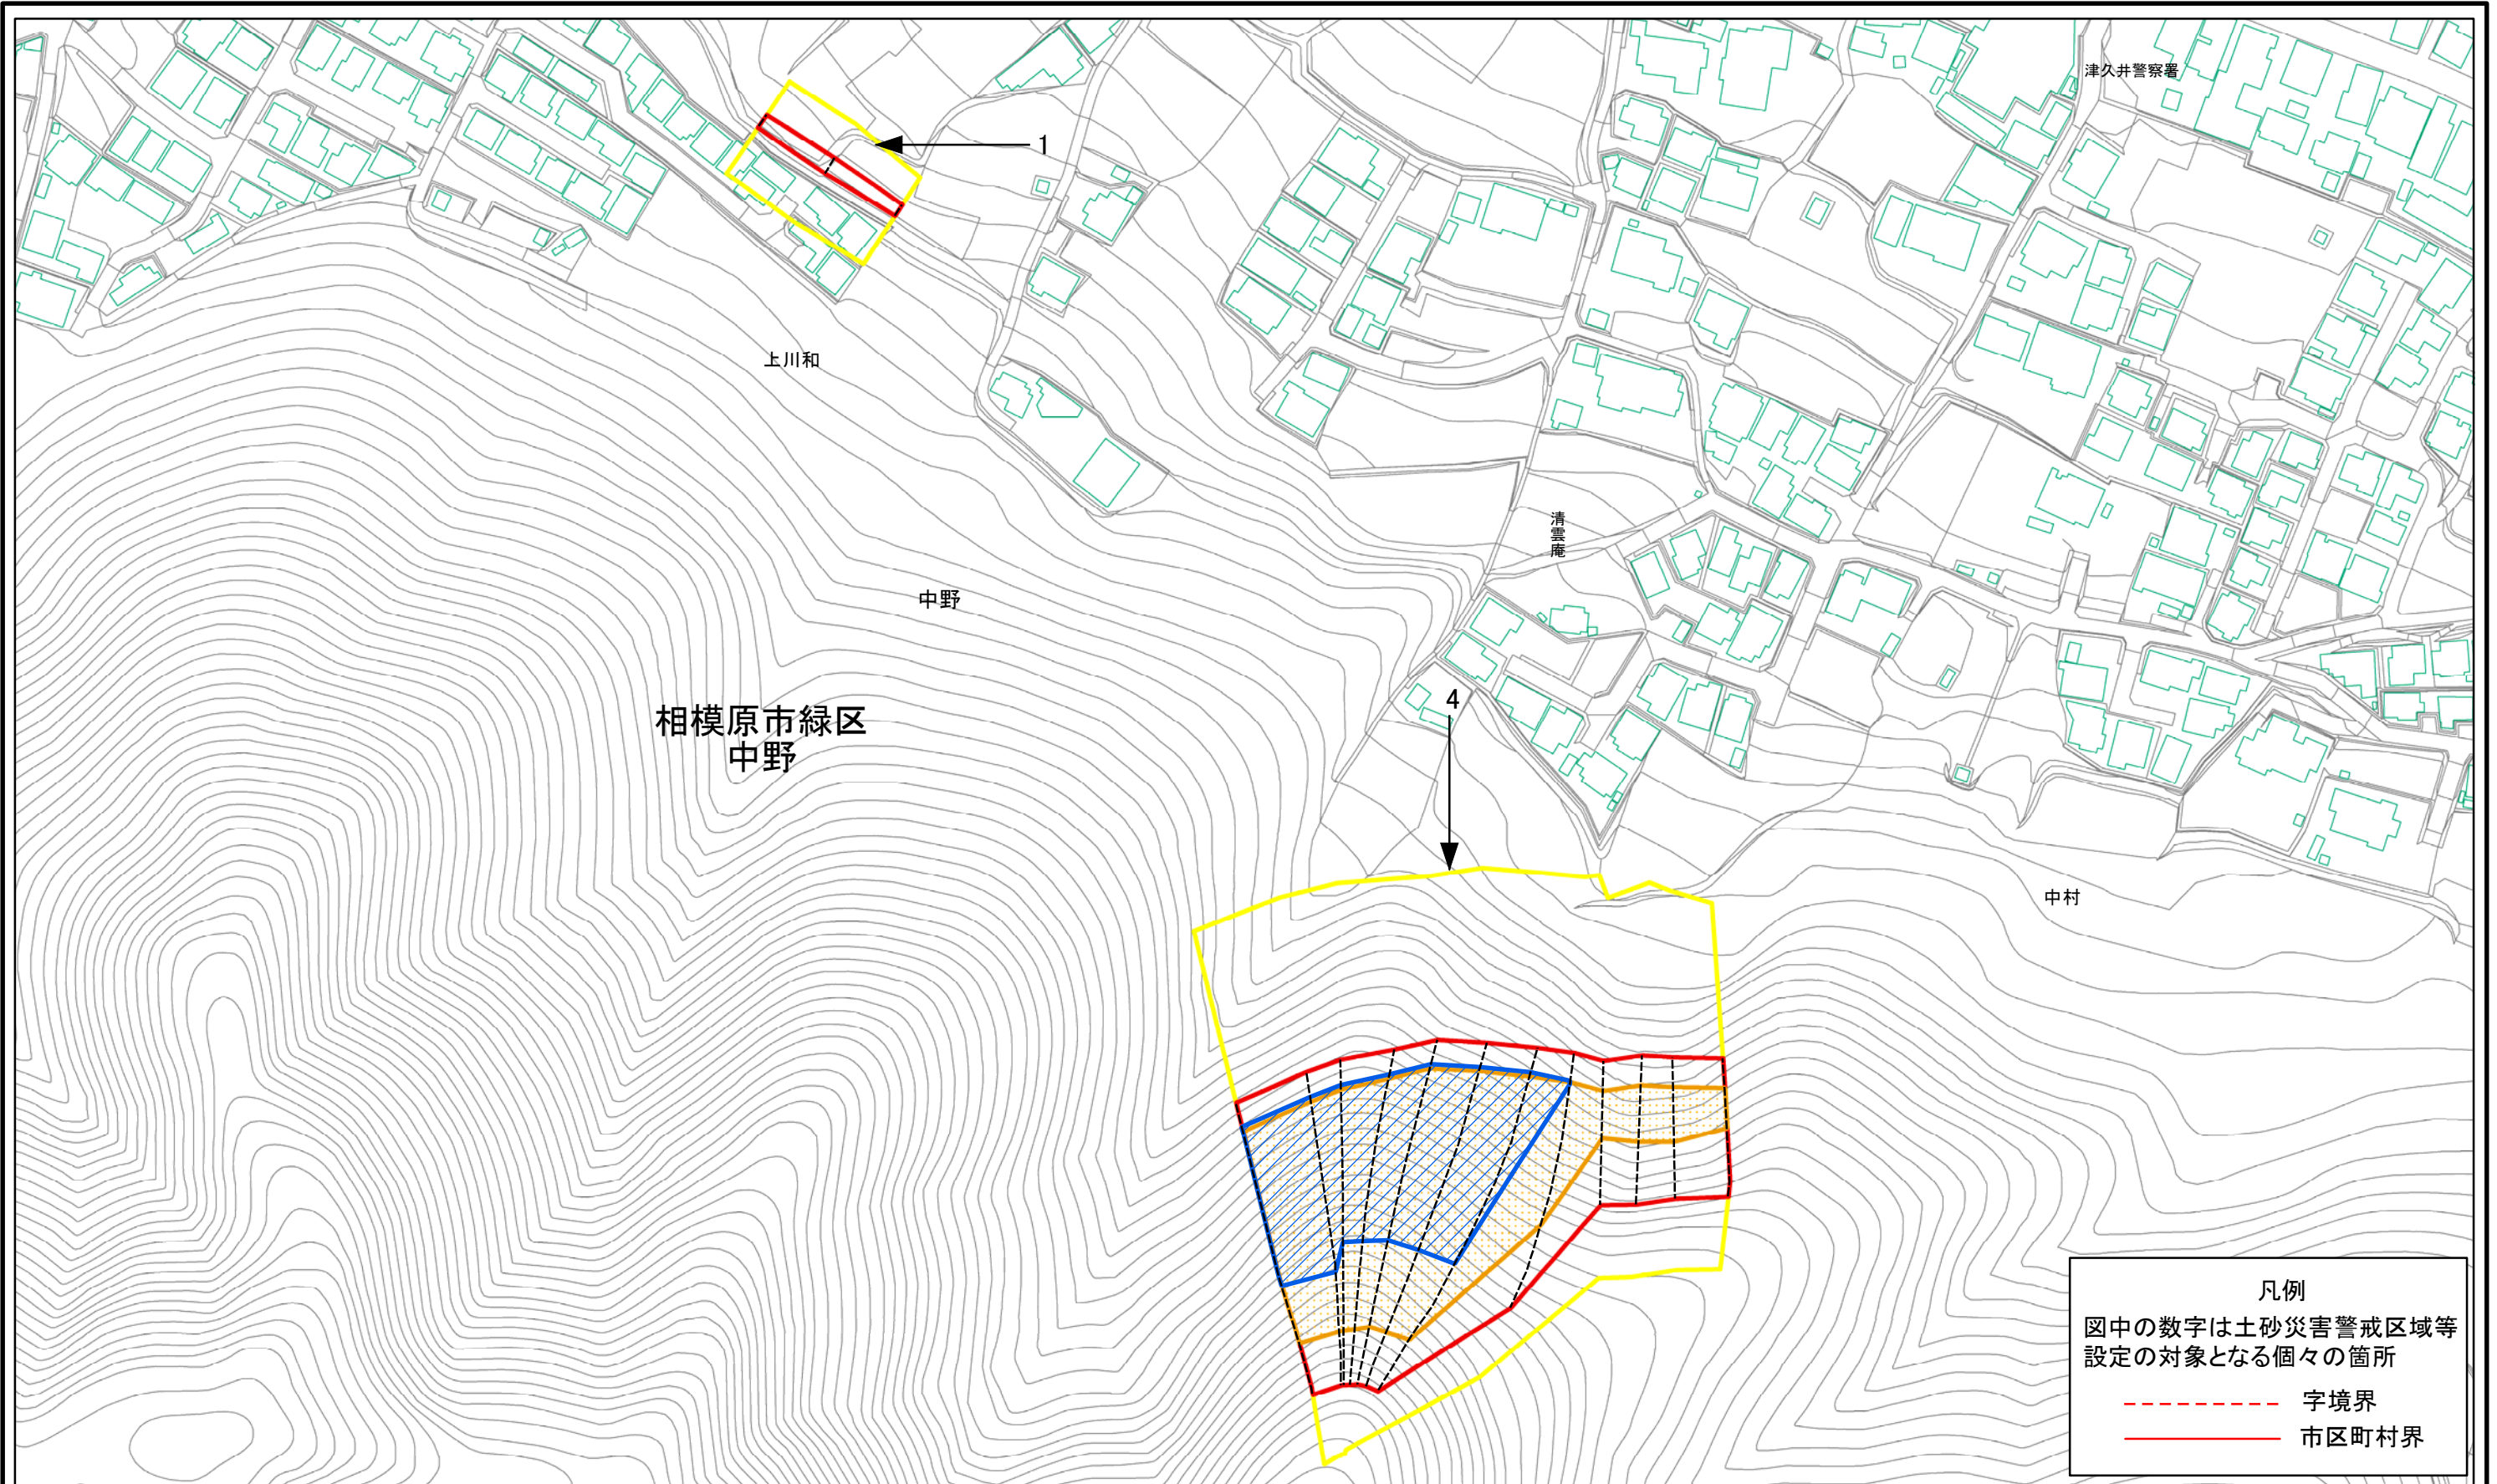 津久井警察署
1
上川和
清雲庵
中野
4
相模原市緑区
中野
中村
凡例
図中の数字は土砂災害警戒区域等
設定の対象となる個々の箇所
字境界
市区町村界